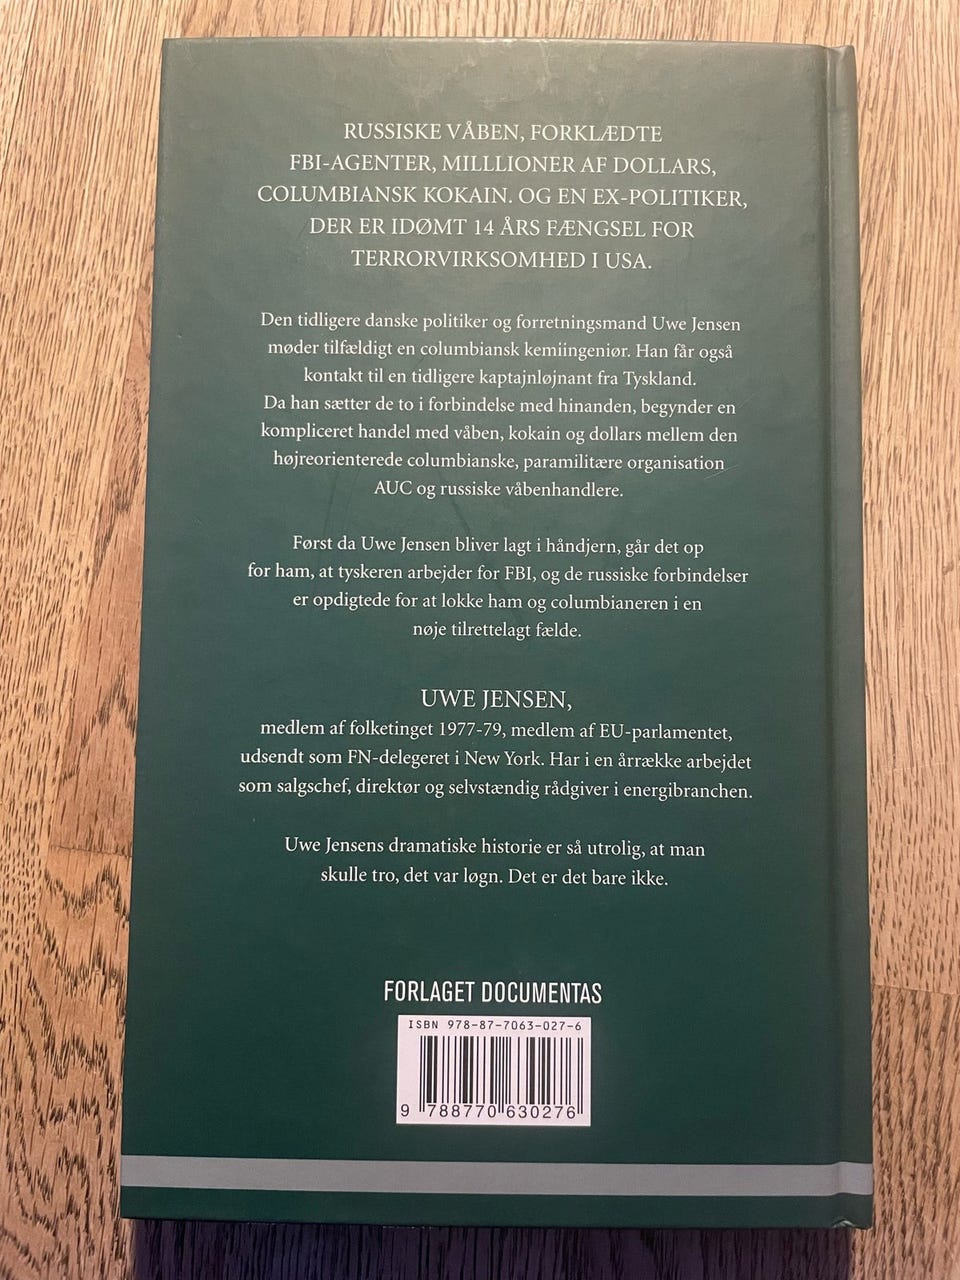 RUSSISKE VÅBEN, FORKLÆDTE
FBI-AGENTER, MILLLIONER AF DOLLARS,
COLUMBIANSK KOKAIN. OG EN EX-POLITIKER,
DER ER IDØMT 14 ÅRS FÆNGSEL FOR
TERRORVIRKSOMHED I USA.
Den tidligere danske politiker og forretningsmand Uwe Jensen
møder tilfældigt en columbiansk kemiingeniør. Han får også
kontakt til en tidligere kaptajnløjnant fra Tyskland.
Da han sætter de to i forbindelse med hinanden, begynder en
kompliceret handel med våben, kokain og dollars mellem den
højreorienterede columbianske, paramilitære organisation
AUC og russiske våbenhandlere.
Først da Uwe Jensen bliver lagt i håndjern, går det op
for ham, at tyskeren arbejder for FBI, og de russiske forbindelser
er opdigtede for at lokke ham og columbianeren i en
nøje tilrettelagt fælde.
UWE JENSEN,
medlem af folketinget 1977-79, medlem af EU-parlamentet,
udsendt som FN-delegeret i New York. Har i en årrække arbejdet
som salgschef, direktør og selvstændig rådgiver i energibranchen.
Uwe Jensens dramatiske historie er så utrolig, at man
skulle tro, det var løgn. Det er det bare ikke.
FORLAGET DOCUMENTAS
ISBN 978-87-7063-027-6
9 788770 630276